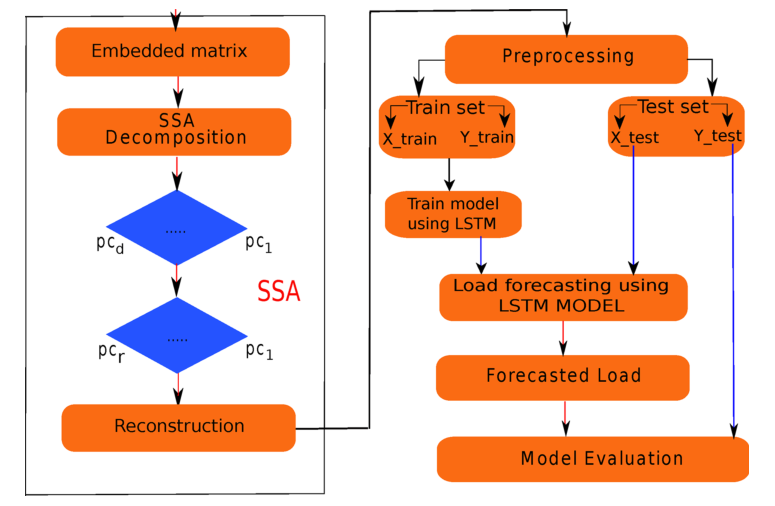 Embedded matrix
SSA
Decomposition
.....
pcd
pc1
SSA
.....
pcr
pc1
Reconstruction
Preprocessing
Train set
X_train
Y_train
Test set
X_test
Y_test
Train model
using LSTM
Load forecasting using
LSTM MODEL
Forecasted Load
Model Evaluation